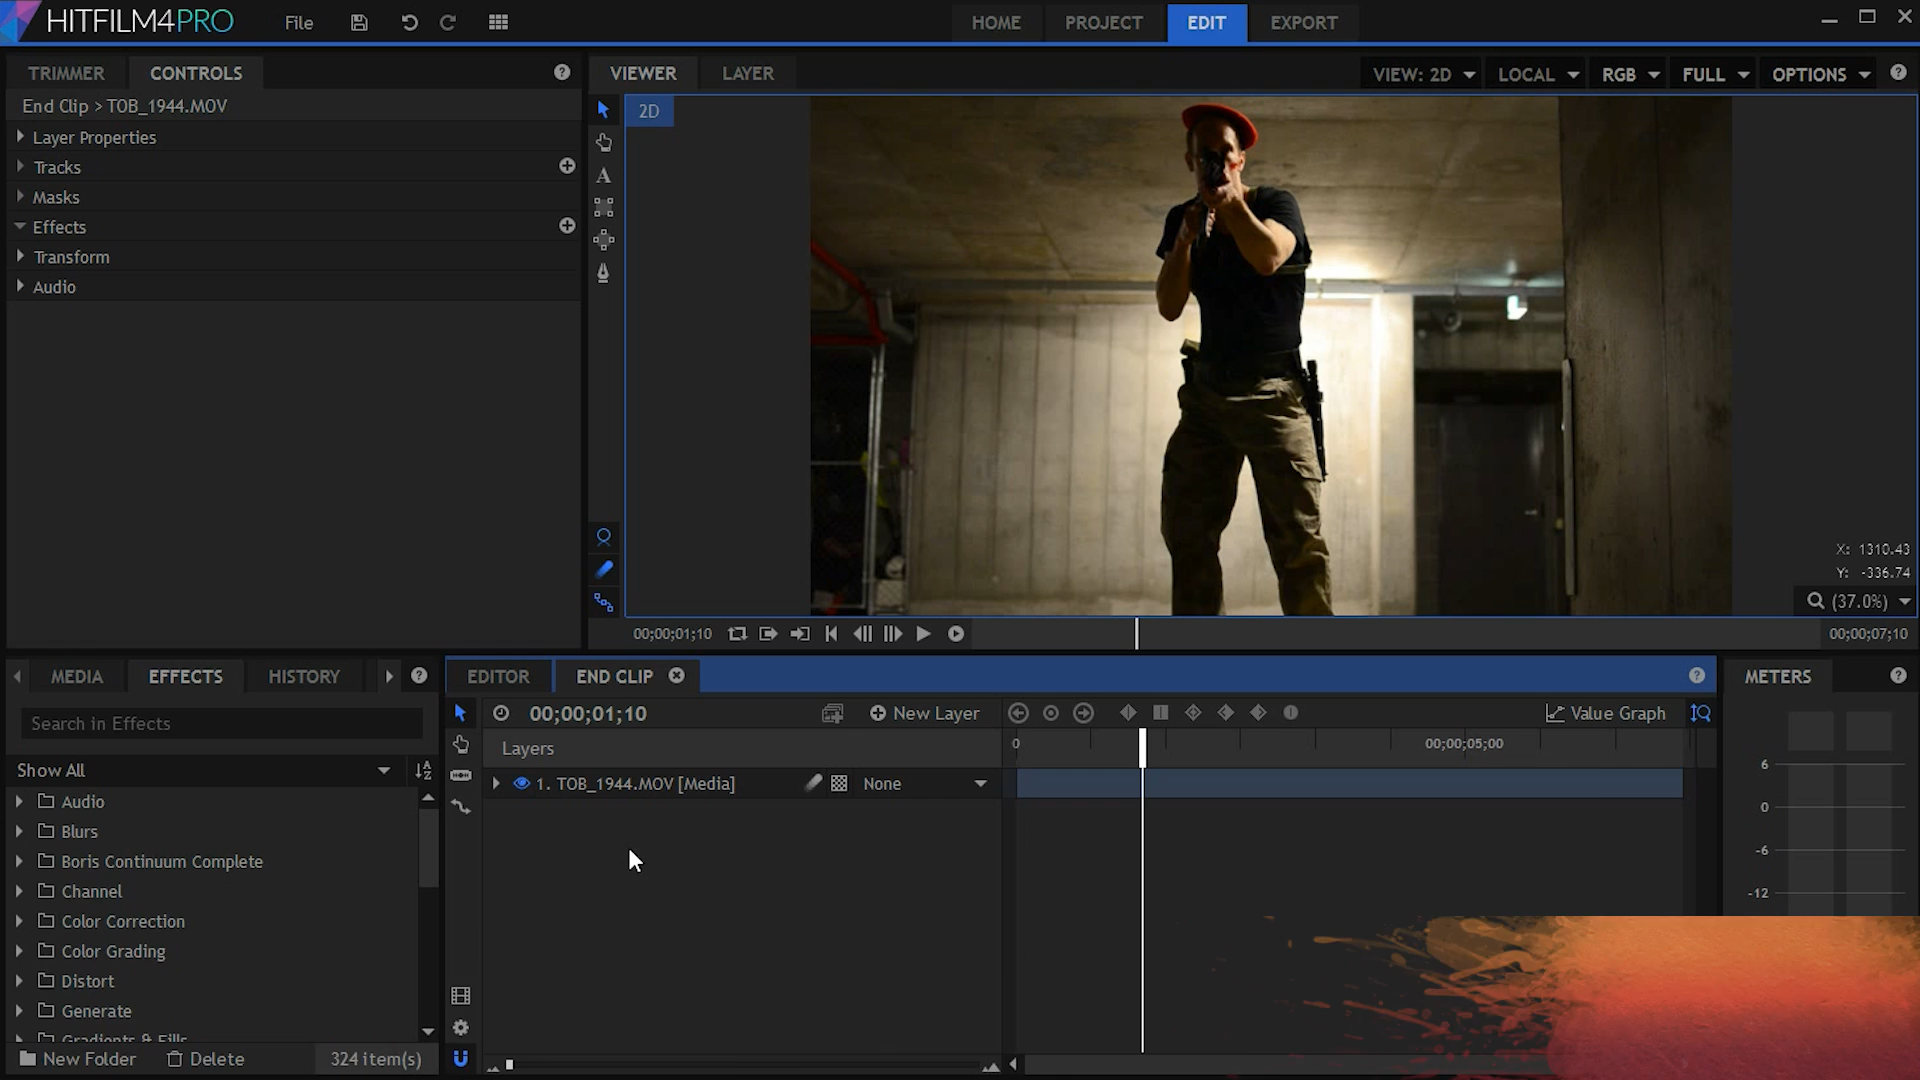 HITFILM4PRO File HOME PROJECT EDIT EXPORT
TRIMMER CONTROLS
End Clip > TOB_1944.MOV
Layer Properties
Tracks
Masks
Effects
Transform
Audio
VIEWER LAYER VIEW: 2D LOCAL RGB FULL OPTIONS
2D
A
X: 1310.43
Y: -336.74
(37.0%)
00;00;01;10 00;00;07;10
MEDIA EFFECTS HISTORY
Search in Effects
Show All
Audio
Blurs
Boris Continuum Complete
Channel
Color Correction
Color Grading
Distort
Generate
Gradients & Fills
New Folder Delete 324 item(s)
EDITOR END CLIP
00;00;01;10 New Layer Value Graph
Layers 0 00;00;05;00
1. TOB_1944.MOV [Media] None
METERS
6
0
-6
-12